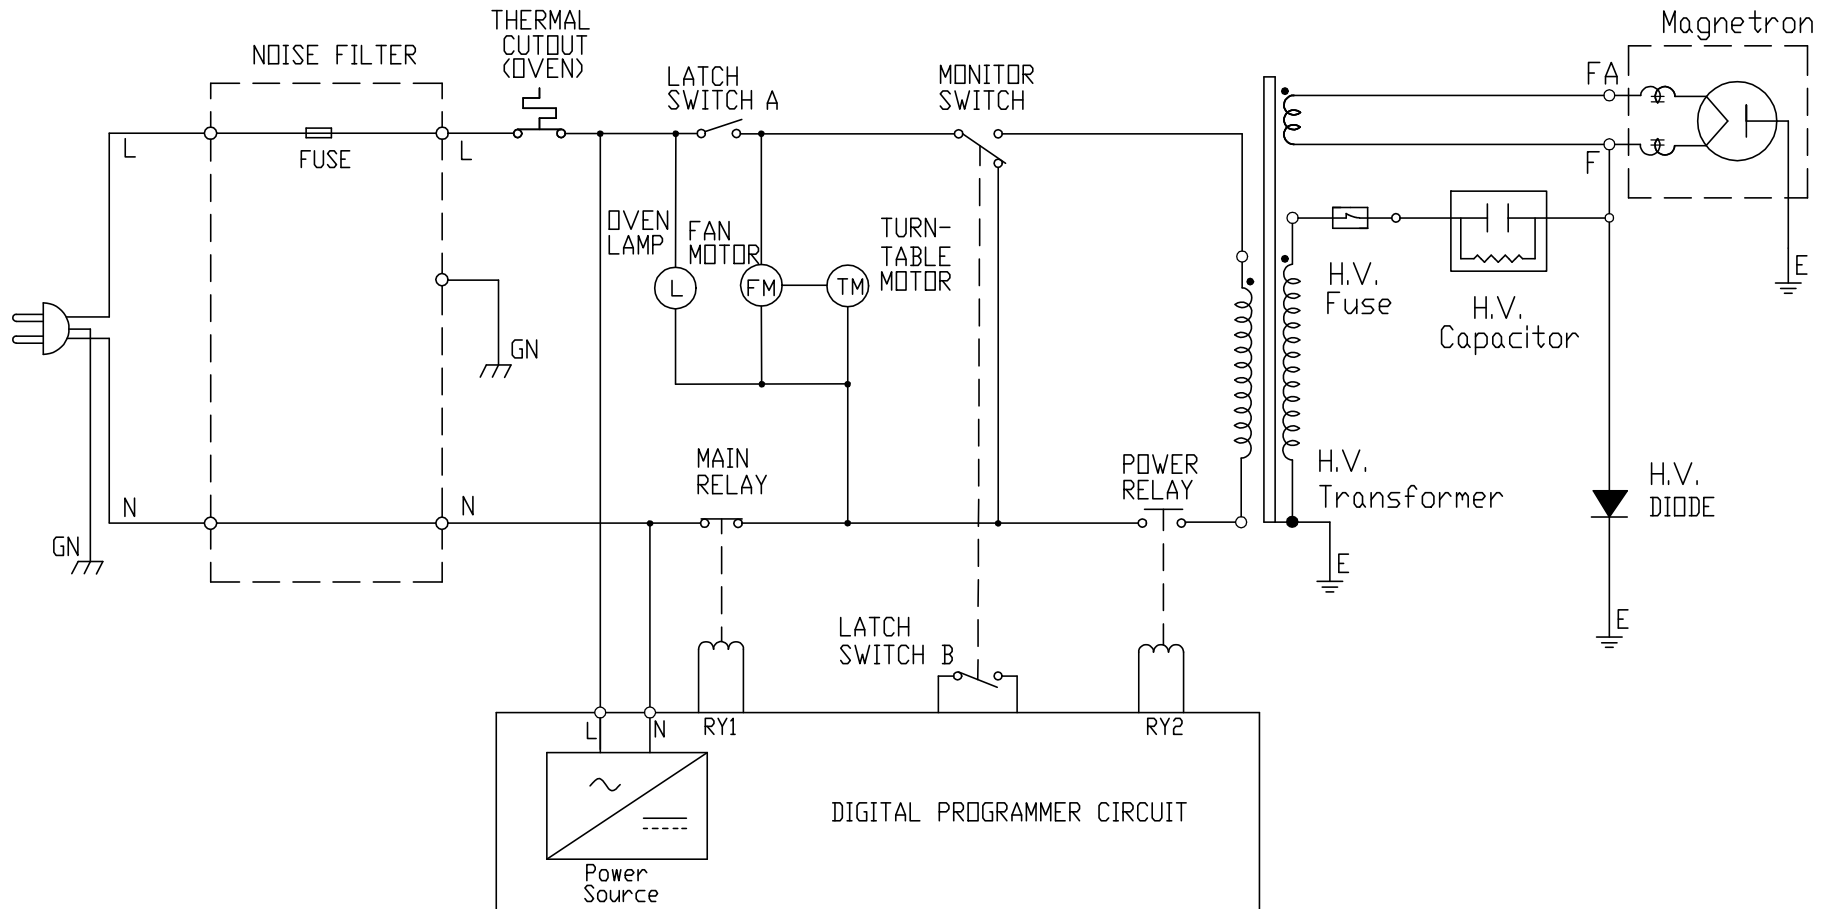 THERMAL
CUTOUT
(OVEN)
NOISE FILTER
LATCH
SWITCH A
MONITOR
SWITCH
Magnetron
FA
L
FUSE
L
F
OVEN
LAMP
FAN
MOTOR
TURN-
TABLE
MOTOR
L
FM
TM
E
H.V.
Fuse
H.V.
Capacitor
GN
MAIN
RELAY
POWER
RELAY
H.V.
Transformer
H.V.
DIODE
N
N
GN
E
E
LATCH
SWITCH B
L
N
RY1
RY2
DIGITAL PROGRAMMER CIRCUIT
Power
Source